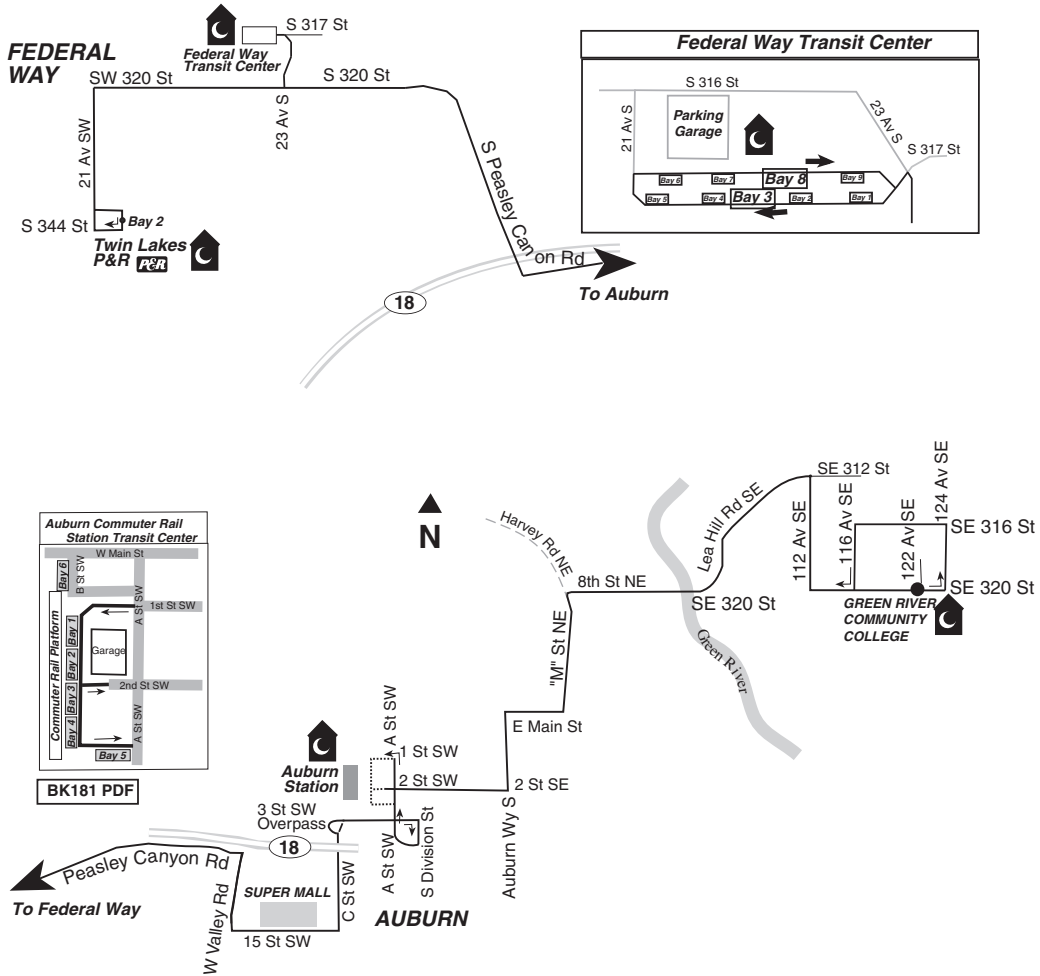 FEDERAL
WAY
S 317 St
Federal Way
Transit Center
SW 320 St
S 320 St
21 Av SW
23 Av S
S Peasley Can
on Rd
S 344 St
Bay 2
Twin Lakes
P&R P&R
18
To Auburn
Federal Way Transit Center
S 316 St
21 Av S
Parking
Garage
23 Av S
S 317 St
Bay 6
Bay 7
Bay 8
Bay 9
Bay 5
Bay 4
Bay 3
Bay 2
Bay 1
N
Harvey Rd NE
8th St NE
Lea Hill Rd SE
SE 312 St
112 Av SE
116 Av SE
122 Av SE
124 Av SE
SE 316 St
SE 320 St
SE 320 St
GREEN RIVER
COMMUNITY
COLLEGE
Green River
"M" St NE
E Main St
Auburn Commuter Rail
Station Transit Center
W Main St
Bay 6
B St SW
A St SW
1st St SW
Commuter Rail Platform
Bay 1
Bay 2
Bay 3
Bay 4
Garage
2nd St SW
A St SW
Bay 5
BK181 PDF
A St SW
1 St SW
Auburn
Station
2 St SW
2 St SE
3 St SW
Overpass
18
A St SW
S Division St
Auburn Wy S
Peasley Canyon Rd
To Federal Way
W Valley Rd
SUPER MALL
C St SW
15 St SW
AUBURN